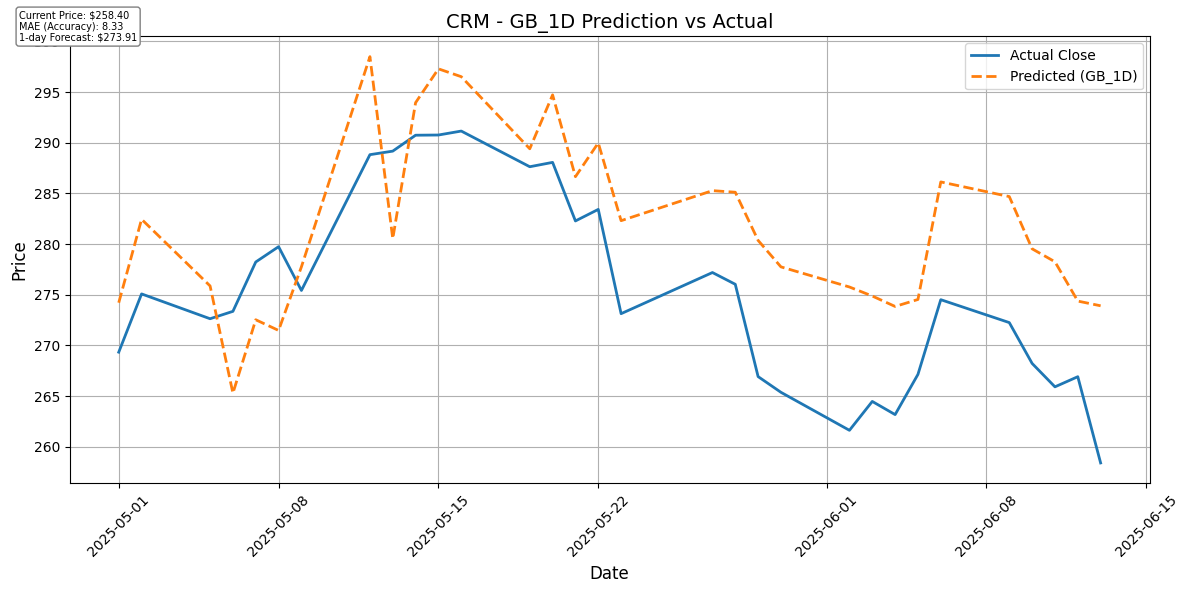 Current Price: $258.40
MAE (Accuracy): 8.33
1-day Forecast: $273.91
CRM - GB_1D Prediction vs Actual
Actual Close
Predicted (GB_1D)
295
290
285
280
275
270
265
260
Price
2025-05-01
2025-05-08
2025-05-15
2025-05-22
2025-06-01
2025-06-08
2025-06-15
Date